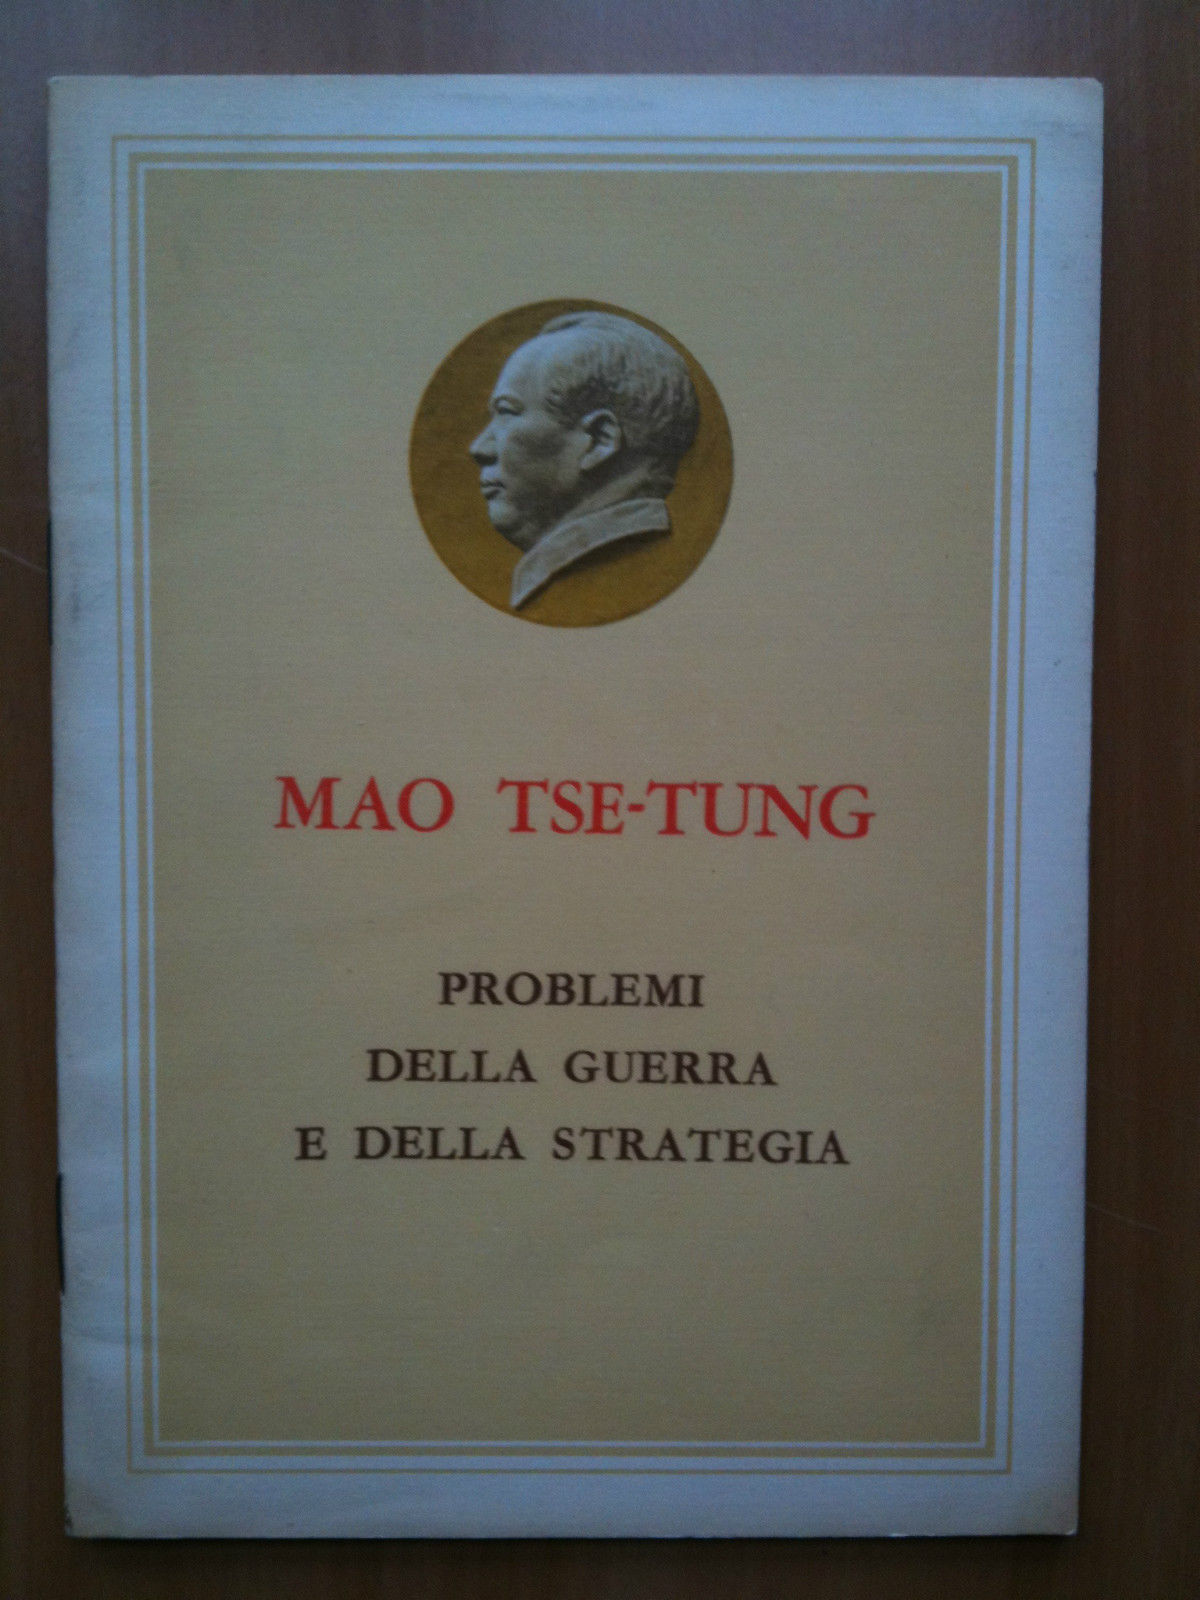 MAO TSE-TUNG
PROBLEMI
DELLA GUERRA
E DELLA STRATEGIA